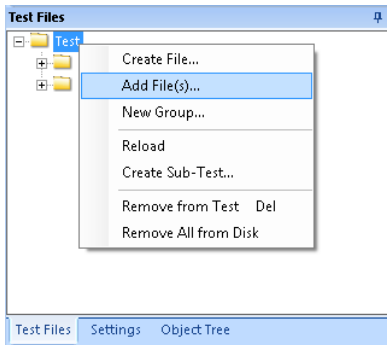 Test Files
Test
Create File...
Add File(s)...
New Group...
Reload
Create Sub-Test...
Remove from Test Del
Remove All from Disk
Test Files Settings Object Tree